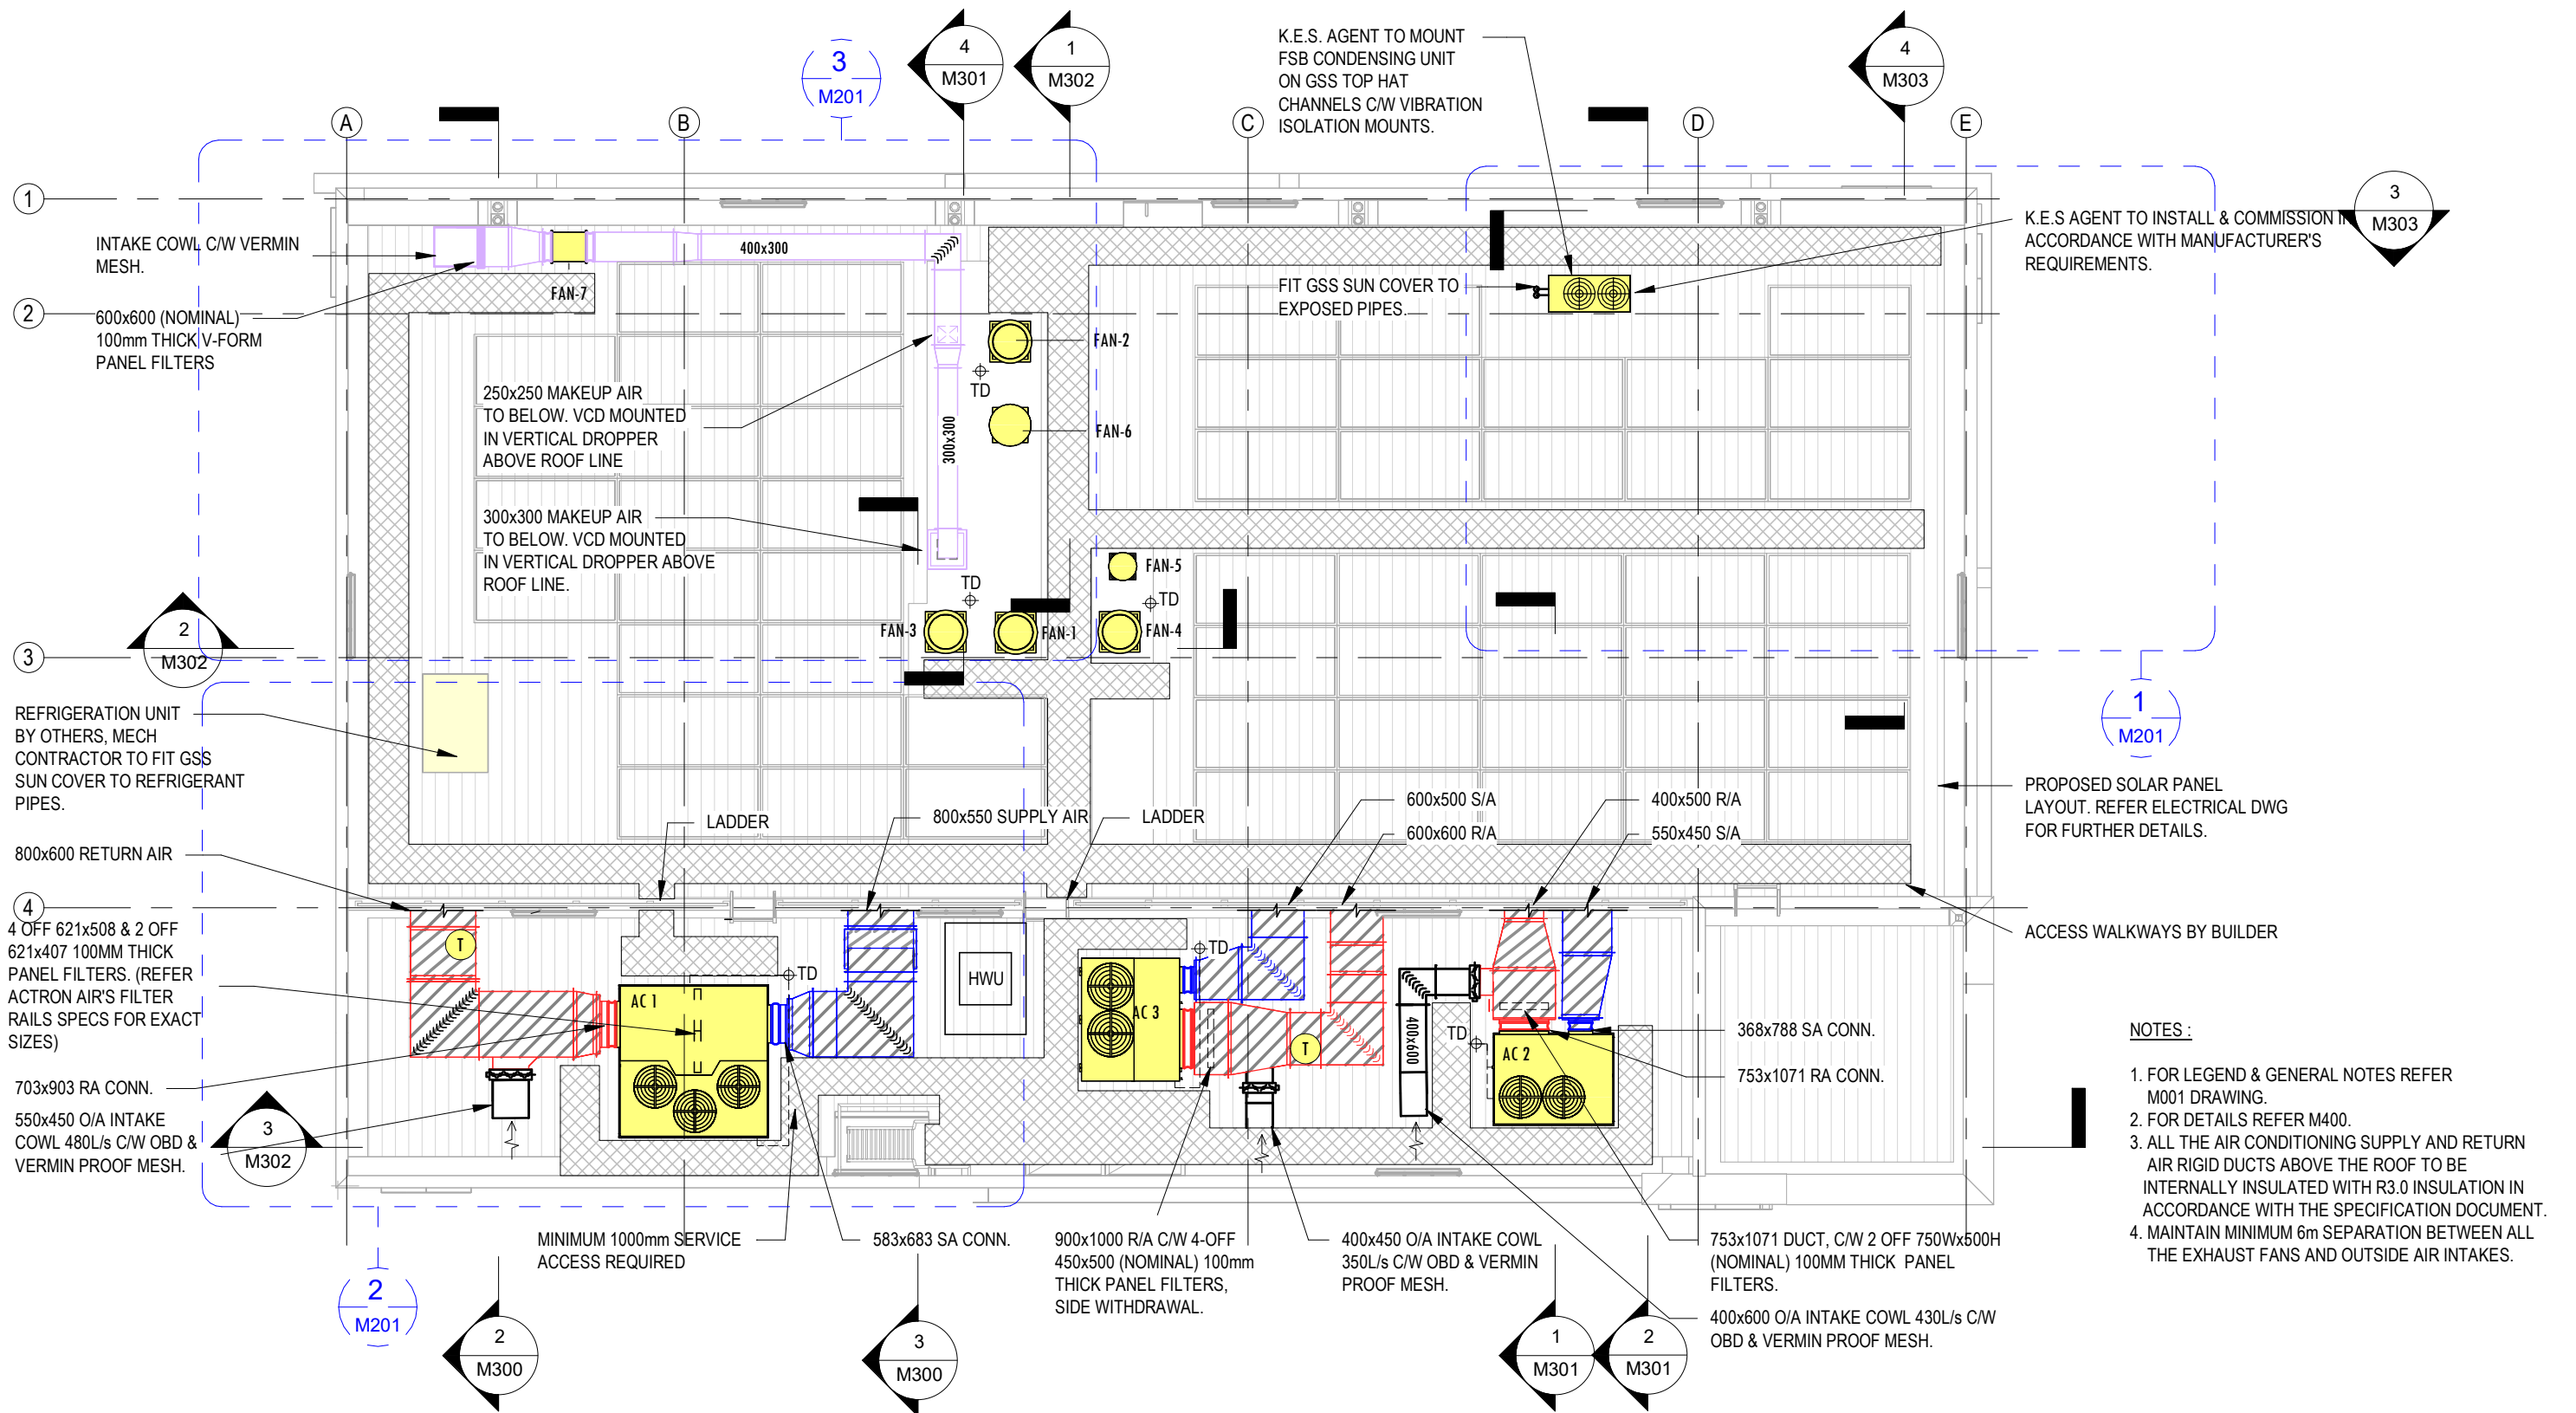 3
M201
4
M301
1
M302
K.E.S. AGENT TO MOUNT
FSB CONDENSING UNIT
ON GSS TOP HAT
CHANNELS C/W VIBRATION
ISOLATION MOUNTS.
4
M303
A
B
C
D
E
1
2
3
4
3
M303
INTAKE COWL C/W VERMIN
MESH.
400x300
FAN-7
600x600 (NOMINAL)
100mm THICK V-FORM
PANEL FILTERS
K.E.S AGENT TO INSTALL & COMMISSION
ACCORDANCE WITH MANUFACTURER'S
REQUIREMENTS.
FIT GSS SUN COVER TO
EXPOSED PIPES.
FAN-2
TD
FAN-6
250x250 MAKEUP AIR
TO BELOW. VCD MOUNTED
IN VERTICAL DROPPER
ABOVE ROOF LINE
300x300
300x300 MAKEUP AIR
TO BELOW. VCD MOUNTED
IN VERTICAL DROPPER ABOVE
ROOF LINE.
TD
FAN-5
TD
FAN-3
FAN-1
FAN-4
2
M302
REFRIGERATION UNIT
BY OTHERS, MECH
CONTRACTOR TO FIT GSS
SUN COVER TO REFRIGERANT
PIPES.
1
M201
PROPOSED SOLAR PANEL
LAYOUT. REFER ELECTRICAL DWG
FOR FURTHER DETAILS.
LADDER
800x550 SUPPLY AIR
LADDER
600x500 S/A
600x600 R/A
400x500 R/A
550x450 S/A
800x600 RETURN AIR
4 OFF 621x508 & 2 OFF
621x407 100MM THICK
PANEL FILTERS. (REFER
ACTRON AIR'S FILTER
RAILS SPECS FOR EXACT
SIZES)
ACCESS WALKWAYS BY BUILDER
T
TD
HWU
TD
AC 1
AC 3
T
400x600
TD
AC 2
368x788 SA CONN.
753x1071 RA CONN.
703x903 RA CONN.
550x450 O/A INTAKE
COWL 480L/s C/W OBD &
VERMIN PROOF MESH.
3
M302
NOTES :
1. FOR LEGEND & GENERAL NOTES REFER
M001 DRAWING.
2. FOR DETAILS REFER M400.
3. ALL THE AIR CONDITIONING SUPPLY AND RETURN
AIR RIGID DUCTS ABOVE THE ROOF TO BE
INTERNALLY INSULATED WITH R3.0 INSULATION IN
ACCORDANCE WITH THE SPECIFICATION DOCUMENT.
4. MAINTAIN MINIMUM 6m SEPARATION BETWEEN ALL
THE EXHAUST FANS AND OUTSIDE AIR INTAKES.
MINIMUM 1000mm SERVICE
ACCESS REQUIRED
583x683 SA CONN.
900x1000 R/A C/W 4-OFF
450x500 (NOMINAL) 100mm
THICK PANEL FILTERS,
SIDE WITHDRAWAL.
400x450 O/A INTAKE COWL
350L/s C/W OBD & VERMIN
PROOF MESH.
753x1071 DUCT, C/W 2 OFF 750Wx500H
(NOMINAL) 100MM THICK PANEL
FILTERS.
400x600 O/A INTAKE COWL 430L/s C/W
OBD & VERMIN PROOF MESH.
2
M201
2
M300
3
M300
1
M301
2
M301